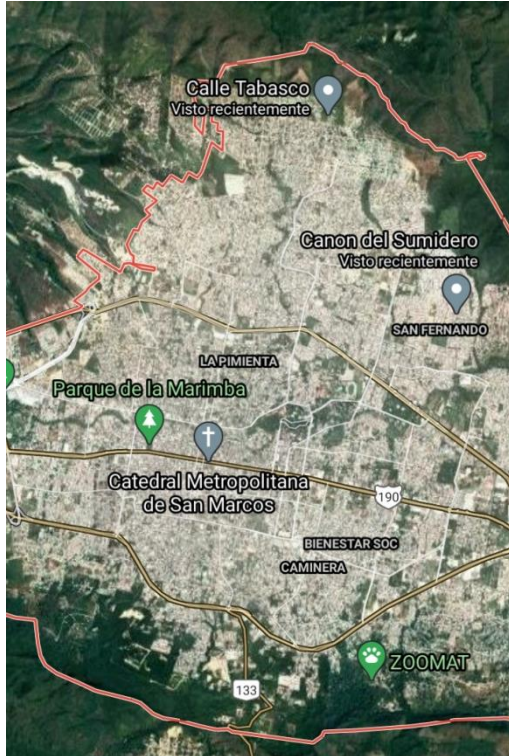 Calle Tabasco
Visto recientemente
Canon del Sumidero
Visto recientemente
SAN FERNANDO
LA PIMIENTA
Parque de la Marimba
Catedral Metropolitana
de San Marcos
190
BIENESTAR SOC
CAMINERA
ZOOMAT
133